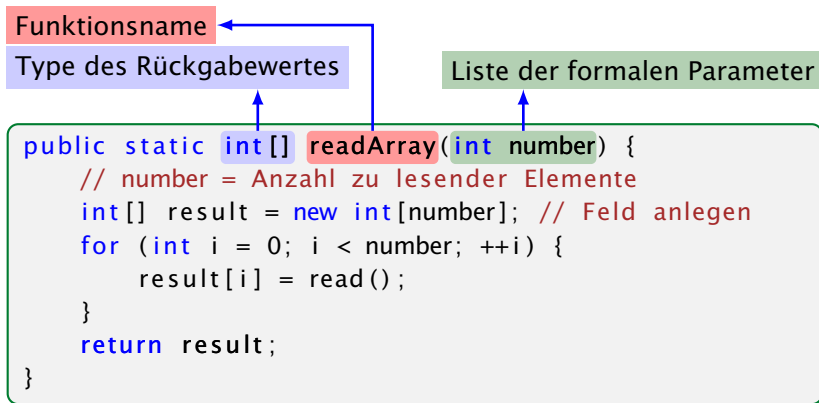 Funktionsname
Type des Rückgabewertes
Liste der formalen Parameter
public static int[] readArray(int number) {
// number = Anzahl zu lesender Elemente
int[] result = new int[number]; // Feld anlegen
for (int i = 0; i < number; ++i) {
result[i] = read();
}
return result;
}